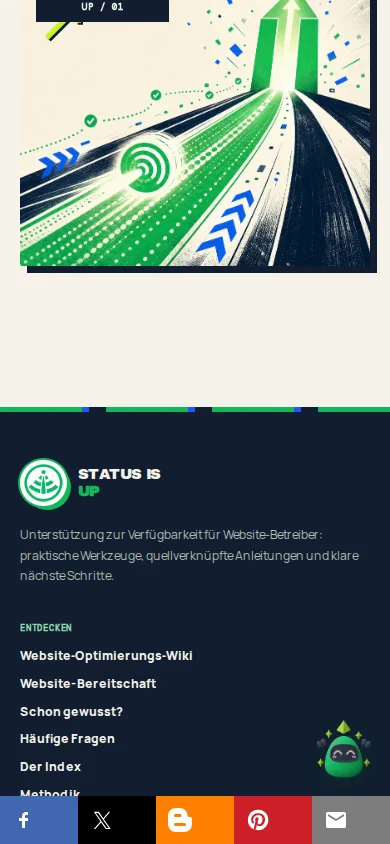 UP / 01
STATUS IS
UP
Unterstützung zur Verfügbarkeit für Website-Betreiber:
praktische Werkzeuge, quellverknüpfte Anleitungen und klare
nächste Schritte.
ENTDECKEN
Website-Optimierungs-Wiki
Website-Bereitschaft
Schon gewusst?
Häufige Fragen
Der Index
Methodik